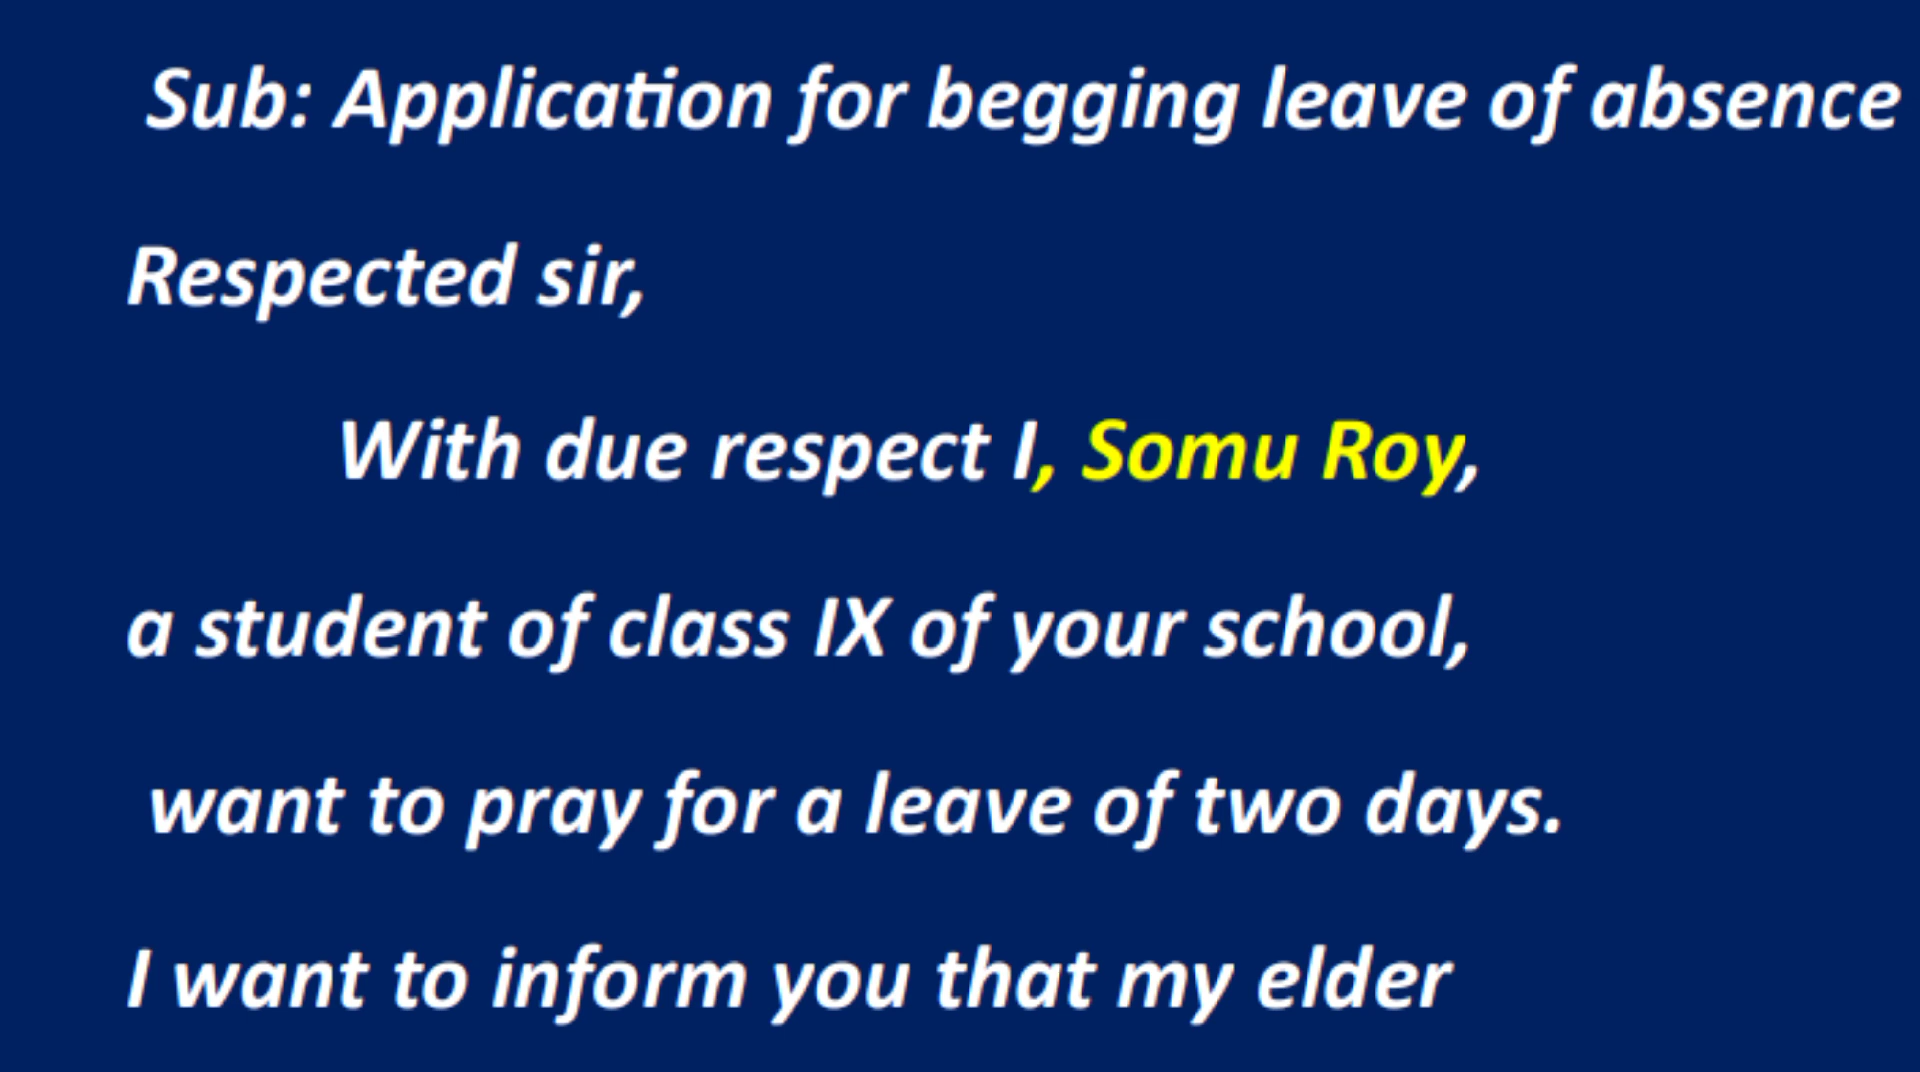 Sub: Application for begging leave of absence
Respected sir,
With due respect I, Somu Roy,
a student of class IX of your school,
want to pray for a leave of two days.
I want to inform you that my elder